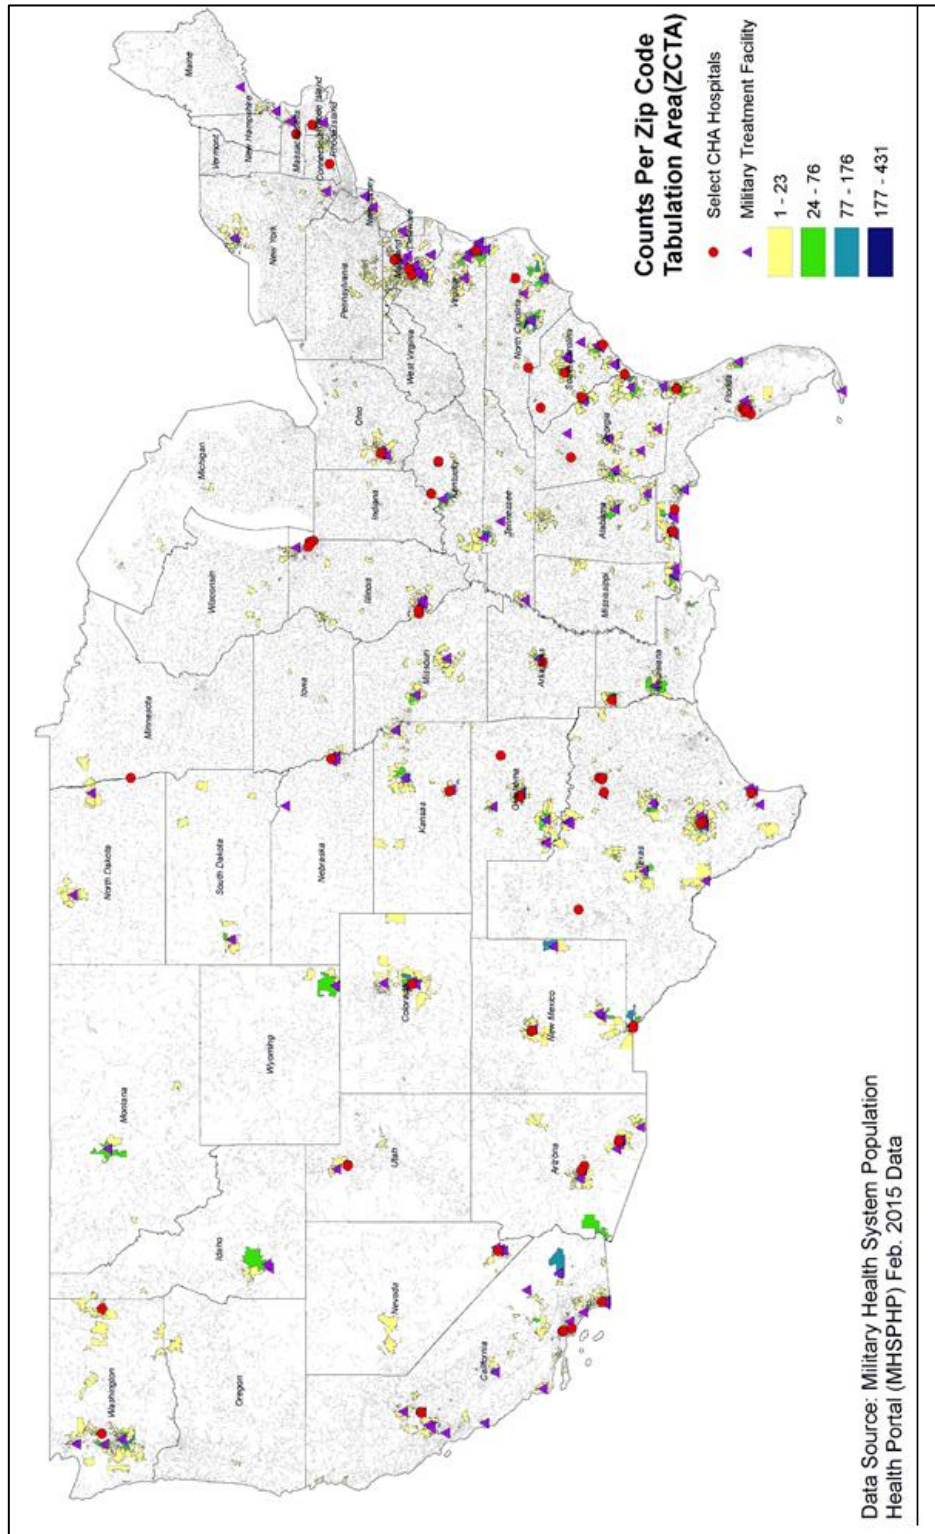 Maine
Vermont
New Hampshire
Massachusetts
Rhode Island
New York
Pennsylvania
Delaware
West Virginia
Virginia
North Carolina
Ohio
Michigan
Indiana
Kentucky
Tennessee
Georgia
Florida
Alabama
Mississippi
Wisconsin
Illinois
Minnesota
Iowa
Missouri
Arkansas
Louisiana
North Dakota
South Dakota
Nebraska
Kansas
Oklahoma
Texas
Montana
Wyoming
Colorado
New Mexico
Idaho
Utah
Arizona
Washington
Oregon
Nevada
California
Counts Per Zip Code
Tabulation Area(ZCTA)
Select CHA Hospitals
Military Treatment Facility
1 - 23
24 - 76
77 - 176
177 - 431
Data Source: Military Health System Population
Health Portal (MHSPHP) Feb. 2015 Data